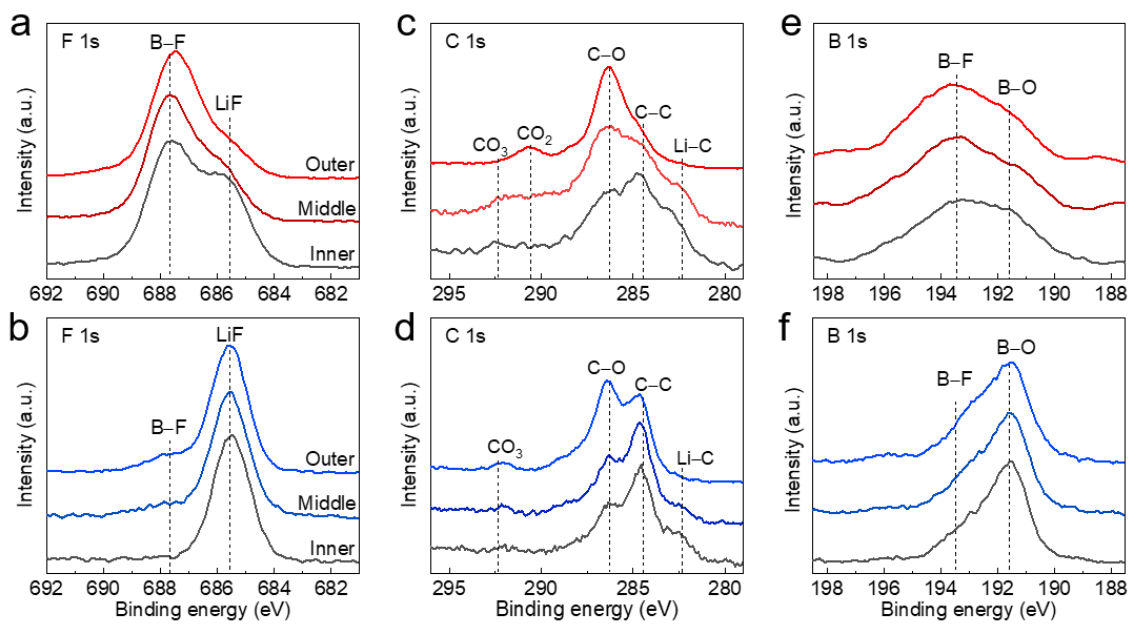 a
F 1s
B–F
LiF
Outer
Middle
Inner
Intensity (a.u.)
692 690 688 686 684 682
c
C 1s
C–O
C–C
CO3
CO2
Li–C
Intensity (a.u.)
295 290 285 280
e
B 1s
B–F
B–O
Intensity (a.u.)
198 196 194 192 190 188
b
F 1s
LiF
B–F
Outer
Middle
Inner
Intensity (a.u.)
692 690 688 686 684 682
Binding energy (eV)
d
C 1s
C–O
C–C
CO3
Li–C
Intensity (a.u.)
295 290 285 280
Binding energy (eV)
f
B 1s
B–O
B–F
Intensity (a.u.)
198 196 194 192 190 188
Binding energy (eV)